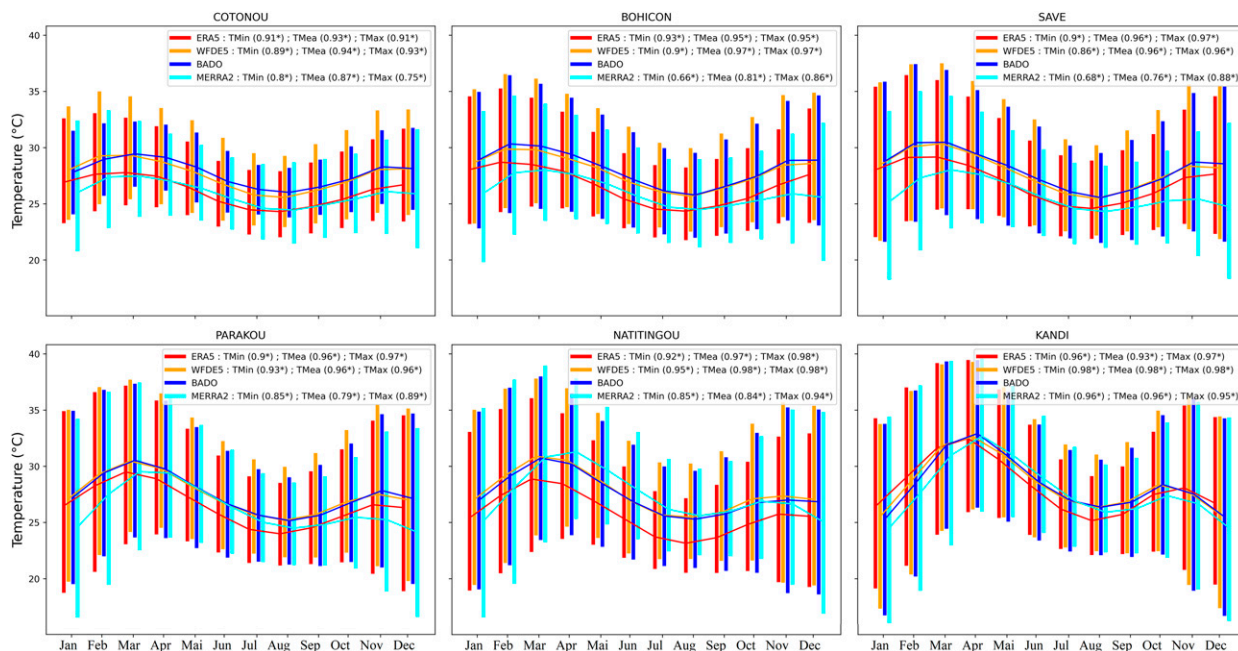 COTONOU
BOHICON
SAVE
ERA5 : TMin (0.91*) ; TMea (0.93*) ; TMax (0.91*)
WFDE5 : TMin (0.89*) ; TMea (0.94*) ; TMax (0.93*)
BADO
MERRA2 : TMin (0.8*) ; TMea (0.87*) ; TMax (0.75*)
ERA5 : TMin (0.93*) ; TMea (0.95*) ; TMax (0.95*)
WFDE5 : TMin (0.9*) ; TMea (0.97*) ; TMax (0.97*)
BADO
MERRA2 : TMin (0.66*) ; TMea (0.81*) ; TMax (0.86*)
ERA5 : TMin (0.9*) ; TMea (0.96*) ; TMax (0.97*)
WFDE5 : TMin (0.86*) ; TMea (0.96*) ; TMax (0.96*)
BADO
MERRA2 : TMin (0.68*) ; TMea (0.76*) ; TMax (0.88*)
Temperature (°C)
40
35
30
25
20
PARAKOU
NATITINGOU
KANDI
ERA5 : TMin (0.9*) ; TMea (0.96*) ; TMax (0.97*)
WFDE5 : TMin (0.93*) ; TMea (0.96*) ; TMax (0.96*)
BADO
MERRA2 : TMin (0.85*) ; TMea (0.79*) ; TMax (0.89*)
ERA5 : TMin (0.92*) ; TMea (0.97*) ; TMax (0.98*)
WFDE5 : TMin (0.95*) ; TMea (0.98*) ; TMax (0.98*)
BADO
MERRA2 : TMin (0.85*) ; TMea (0.84*) ; TMax (0.94*)
ERA5 : TMin (0.96*) ; TMea (0.93*) ; TMax (0.97*)
WFDE5 : TMin (0.98*) ; TMea (0.98*) ; TMax (0.98*)
BADO
MERRA2 : TMin (0.96*) ; TMea (0.96*) ; TMax (0.95*)
Temperature (°C)
40
35
30
25
20
Jan Feb Mar Apr Mai Jun Jul Aug Sep Oct Nov Dec
Jan Feb Mar Apr Mai Jun Jul Aug Sep Oct Nov Dec
Jan Feb Mar Apr Mai Jun Jul Aug Sep Oct Nov Dec